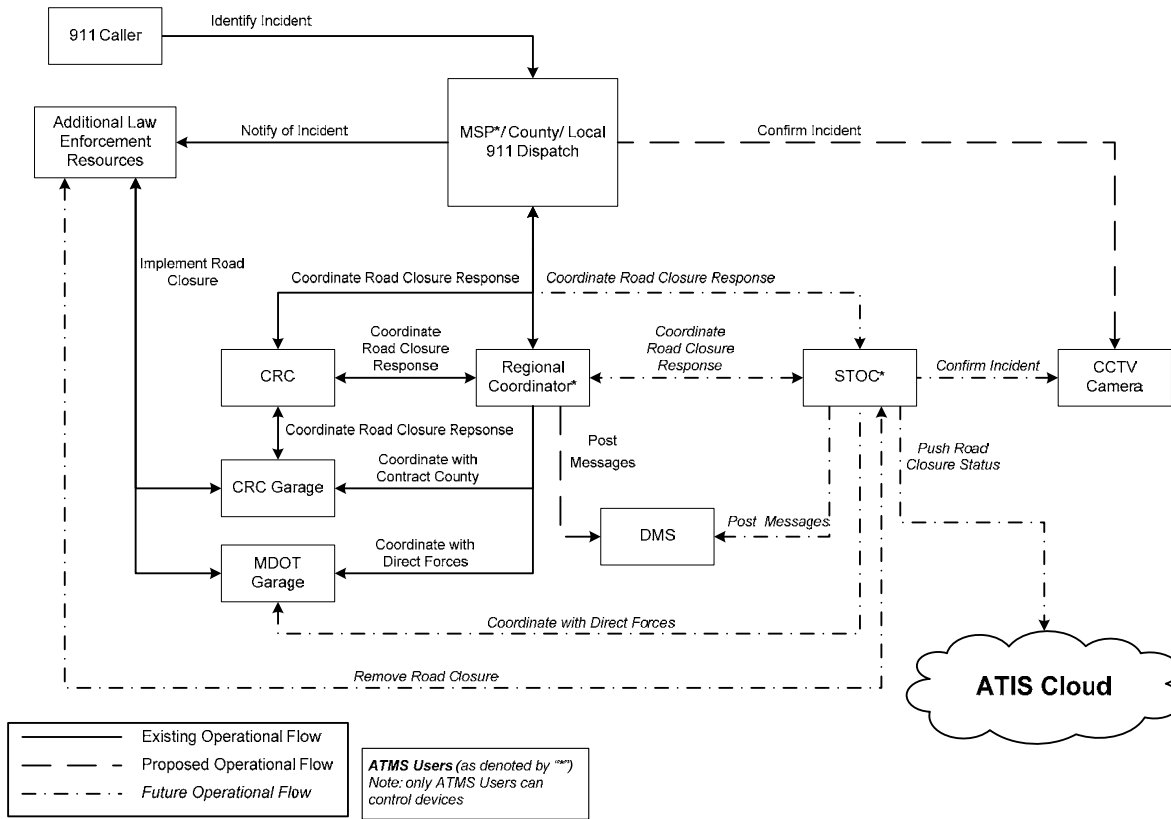 Identify Incident
911 Caller
Additional Law
Enforcement
Resources
Notify of Incident
MSP*/ County/ Local
911 Dispatch
Confirm Incident
Implement Road
Closure
Coordinate Road Closure Response
Coordinate Road Closure Response
Coordinate
Road Closure
Response
Coordinate
Road Closure
Response
CRC
Regional
Coordinator*
STOC*
Confirm Incident
CCTV
Camera
Coordinate Road Closure Repsonse
Post
Messages
Push Road
Closure Status
CRC Garage
Coordinate with
Contract County
DMS
Post Messages
MDOT
Garage
Coordinate with
Direct Forces
Coordinate with Direct Forces
Remove Road Closure
ATIS Cloud
Existing Operational Flow
Proposed Operational Flow
Future Operational Flow
ATMS Users (as denoted by "*")
Note: only ATMS Users can
control devices